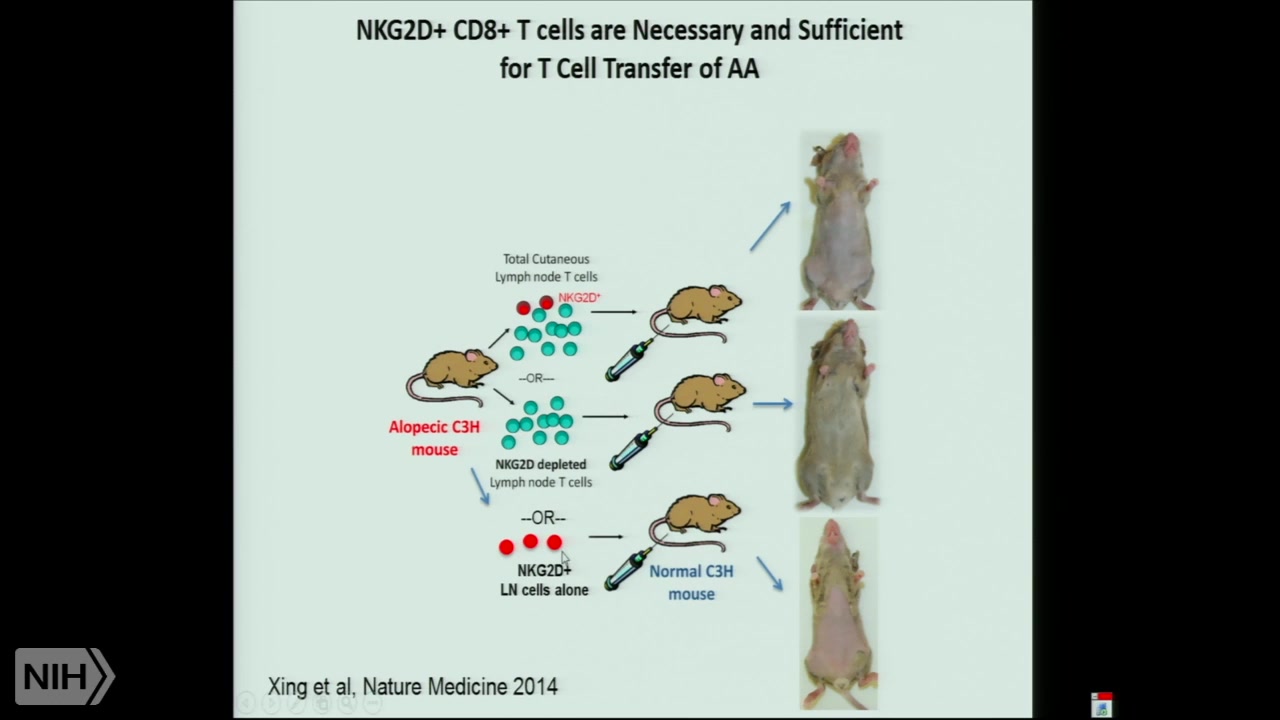 NKG2D+ CD8+ T cells are Necessary and Sufficient
for T Cell Transfer of AA
Total Cutaneous
Lymph node T cells
NKG2D+
--OR—
Alopecic C3H
mouse
NKG2D depleted
Lymph node T cells
--OR--
NKG2D+
LN cells alone
Normal C3H
mouse
Xing et al, Nature Medicine 2014
NIH